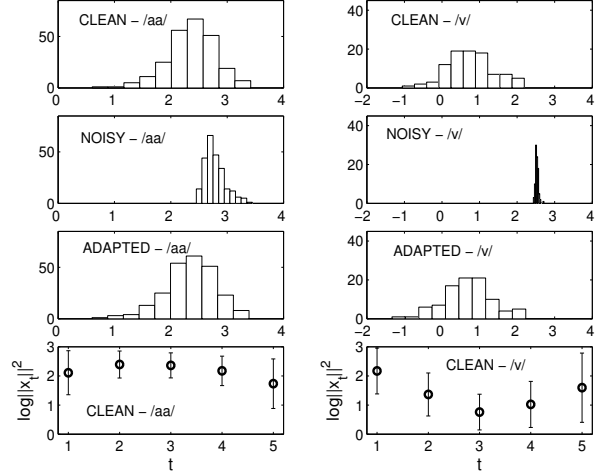 CLEAN − /aa/
50
0
0 1 2 3 4
NOISY − /aa/
50
0
0 1 2 3 4
ADAPTED − /aa/
50
0
0 1 2 3 4
3
2
1
0
log||x_t||^2
CLEAN − /aa/
1 2 3 4 5
t
CLEAN − /v/
40
20
0
−2 −1 0 1 2 3 4
NOISY − /v/
40
20
0
−2 −1 0 1 2 3 4
ADAPTED − /v/
40
20
0
−2 −1 0 1 2 3 4
3
2
1
0
log||x_t||^2
CLEAN − /v/
1 2 3 4 5
t